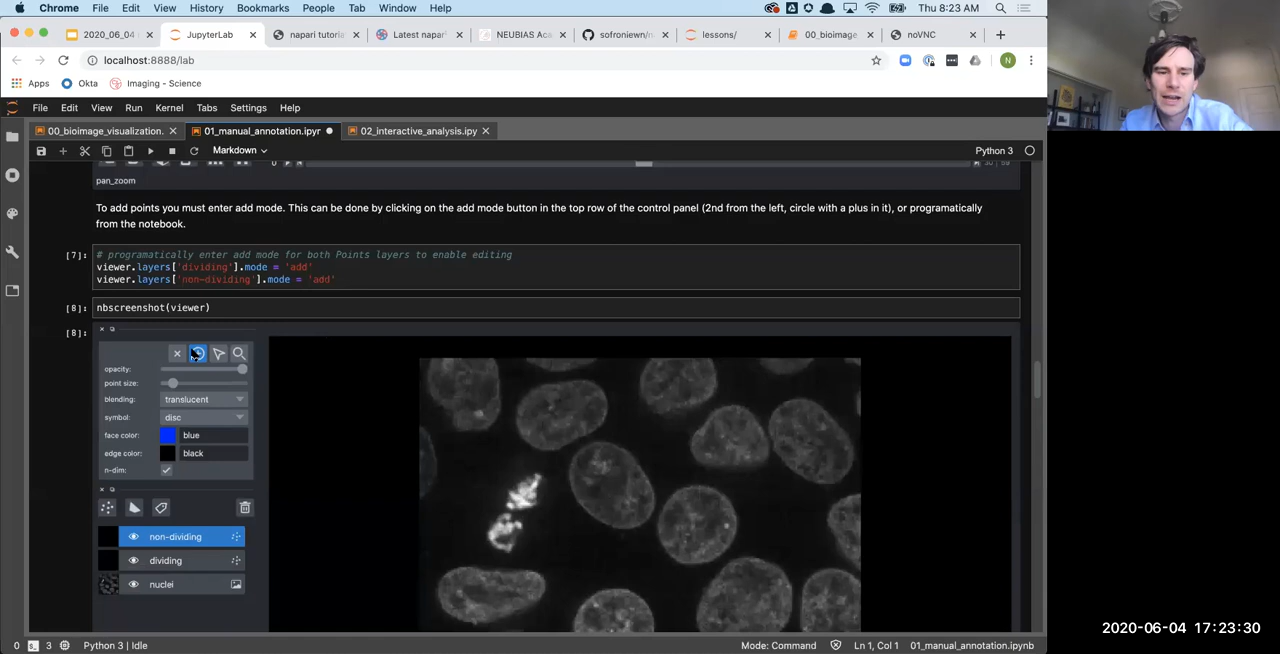 Chrome File Edit View History Bookmarks People Tab Window Help Thu 8:23 AM
2020_06_04 JupyterLab napari tutoria Latest napari NEUBIAS Aca sofroniewn/n lessons/ 00_bioimage noVNC
localhost:8888/lab
Apps Okta Imaging - Science
File Edit View Run Kernel Tabs Settings Help
00_bioimage_visualization. 01_manual_annotation.ipyr 02_interactive_analysis.ipy
Markdown Python 3
pan_zoom
To add points you must enter add mode. This can be done by clicking on the add mode button in the top row of the control panel (2nd from the left, circle with a plus in it), or programatically
from the notebook.
[7]: # programatically enter add mode for both Points layers to enable editing
viewer.layers['dividing'].mode = 'add'
viewer.layers['non-dividing'].mode = 'add'
[8]: nbscreenshot(viewer)
[8]:
opacity:
point size:
blending: translucent
symbol: disc
face color: blue
edge color: black
n-dim:
non-dividing
dividing
nuclei
2020-06-04 17:23:30
0 3 Python 3 | Idle Mode: Command Ln 1, Col 1 01_manual_annotation.ipynb